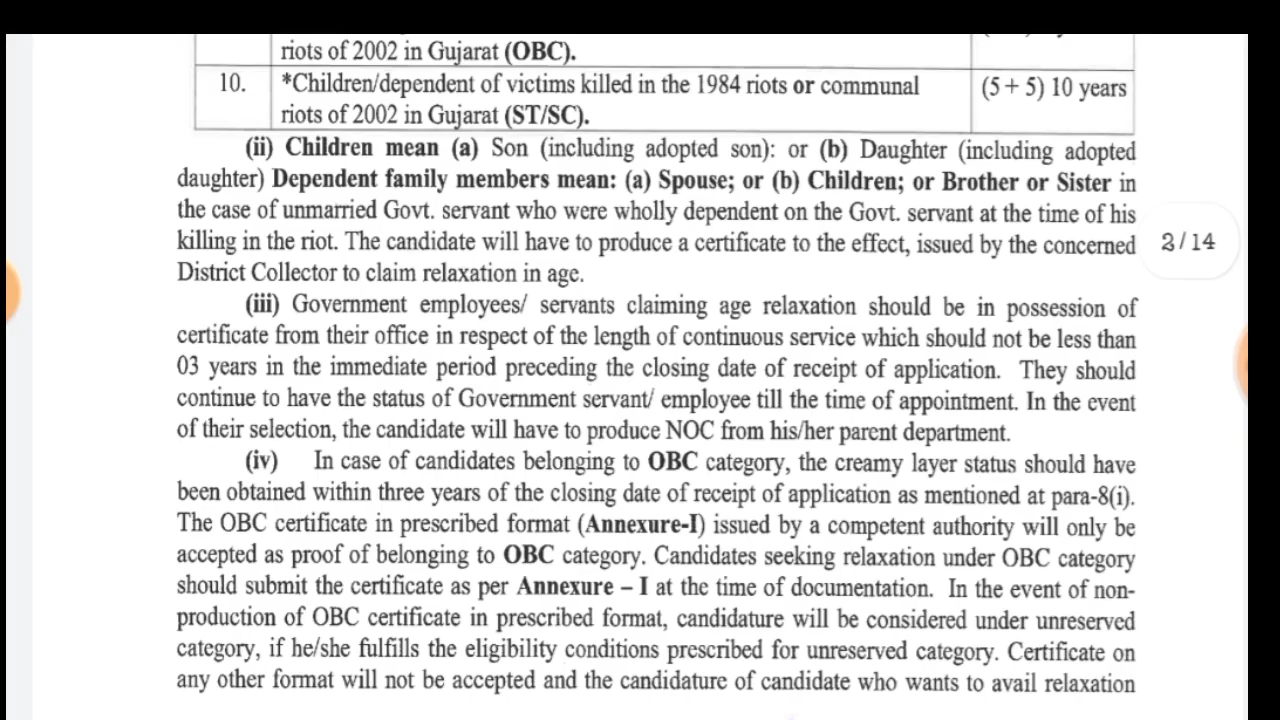 riots of 2002 in Gujarat (OBC).
10. *Children/dependent of victims killed in the 1984 riots or communal (5 + 5) 10 years
riots of 2002 in Gujarat (ST/SC).
(ii) Children mean (a) Son (including adopted son): or (b) Daughter (including adopted
daughter) Dependent family members mean: (a) Spouse; or (b) Children; or Brother or Sister in
the case of unmarried Govt. servant who were wholly dependent on the Govt. servant at the time of his
killing in the riot. The candidate will have to produce a certificate to the effect, issued by the concerned
2/14
District Collector to claim relaxation in age.
(iii) Government employees/ servants claiming age relaxation should be in possession of
certificate from their office in respect of the length of continuous service which should not be less than
03 years in the immediate period preceding the closing date of receipt of application. They should
continue to have the status of Government servant/ employee till the time of appointment. In the event
of their selection, the candidate will have to produce NOC from his/her parent department.
(iv) In case of candidates belonging to OBC category, the creamy layer status should have
been obtained within three years of the closing date of receipt of application as mentioned at para-8(i).
The OBC certificate in prescribed format (Annexure-I) issued by a competent authority will only be
accepted as proof of belonging to OBC category. Candidates seeking relaxation under OBC category
should submit the certificate as per Annexure – I at the time of documentation. In the event of non-
production of OBC certificate in prescribed format, candidature will be considered under unreserved
category, if he/she fulfills the eligibility conditions prescribed for unreserved category. Certificate on
any other format will not be accepted and the candidature of candidate who wants to avail relaxation